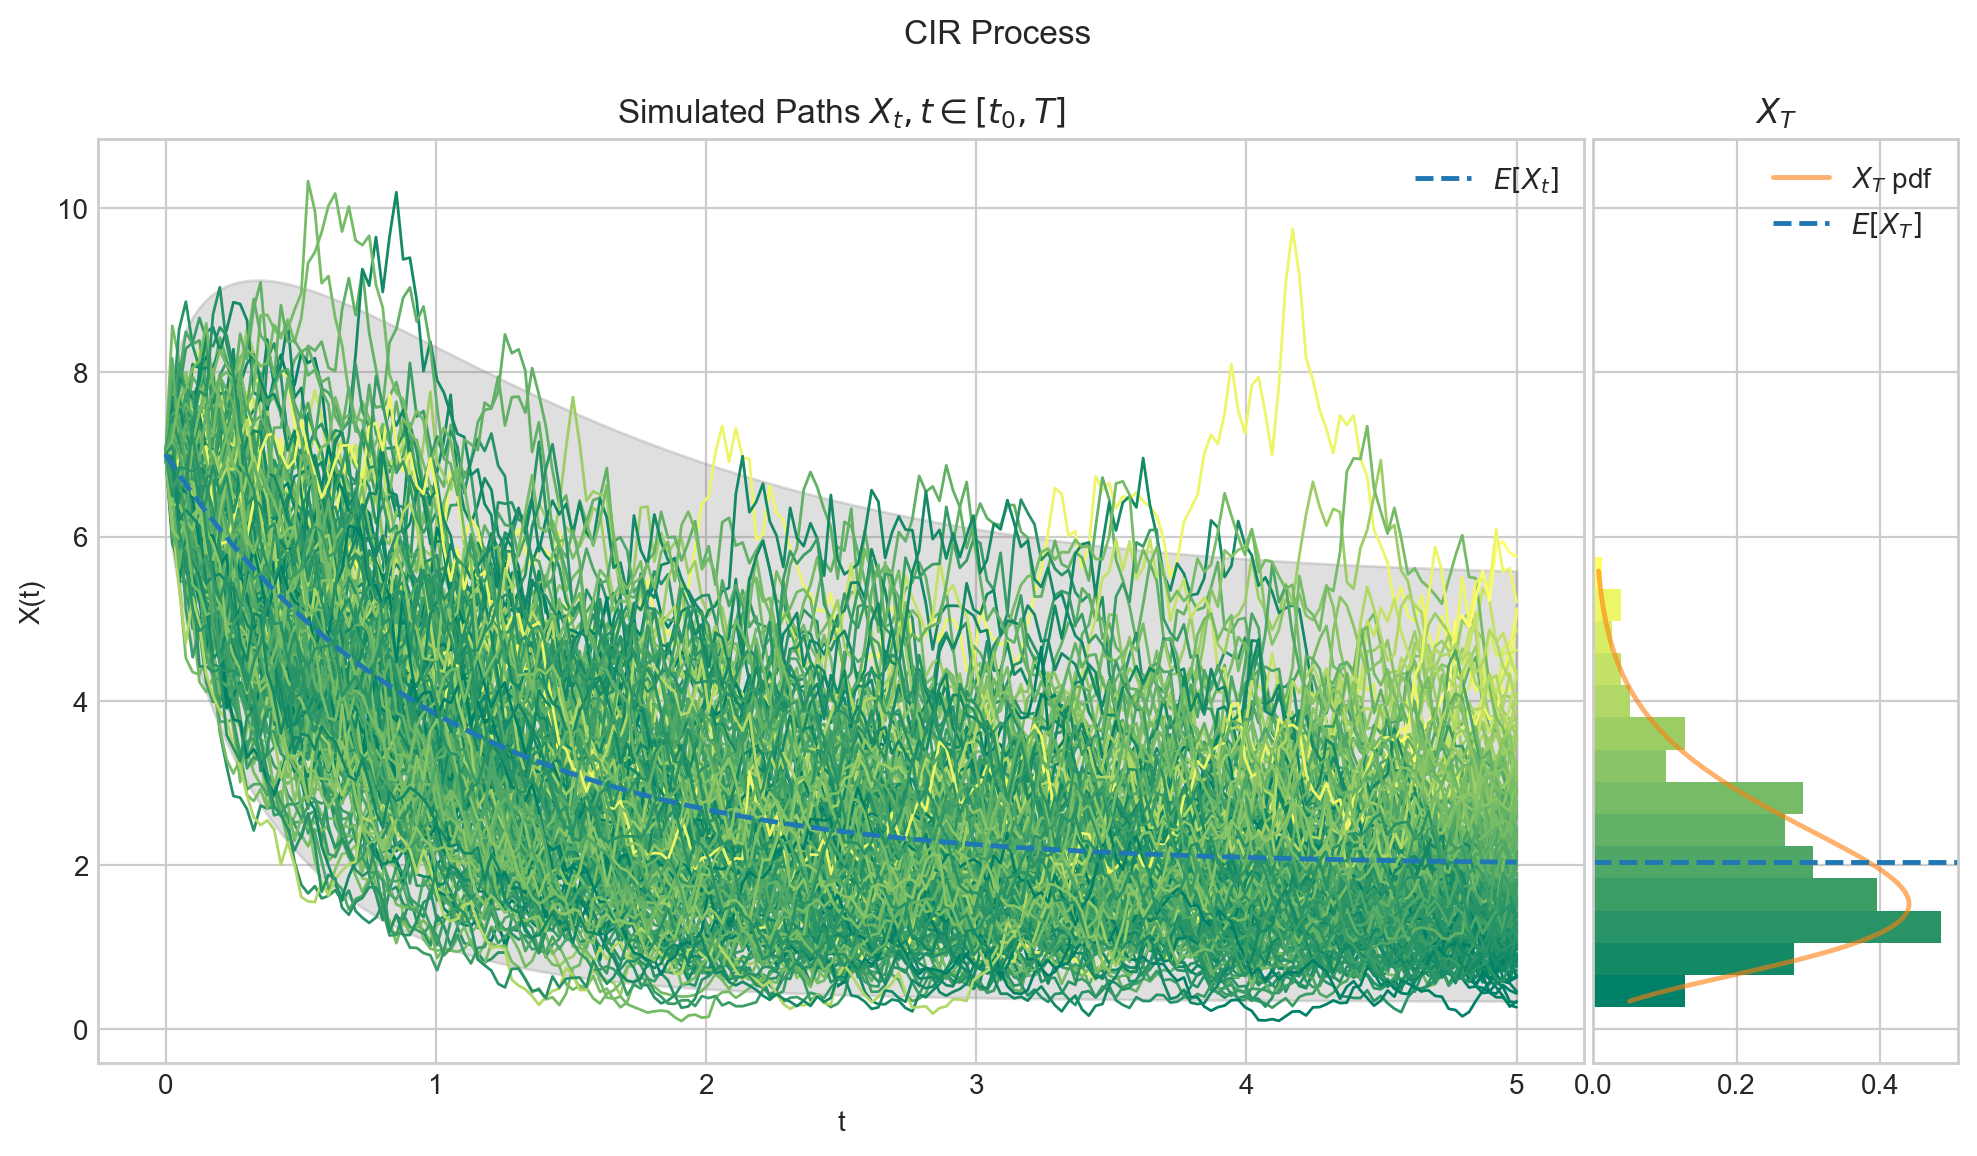 CIR Process
Simulated Paths $X_t, t \in [t_0, T]$
$X_T$
$E[X_t]$
$X_T$ pdf
$E[X_T]$
10
8
6
4
2
0
X(t)
0 1 2 3 4 5
0.0 0.2 0.4
t